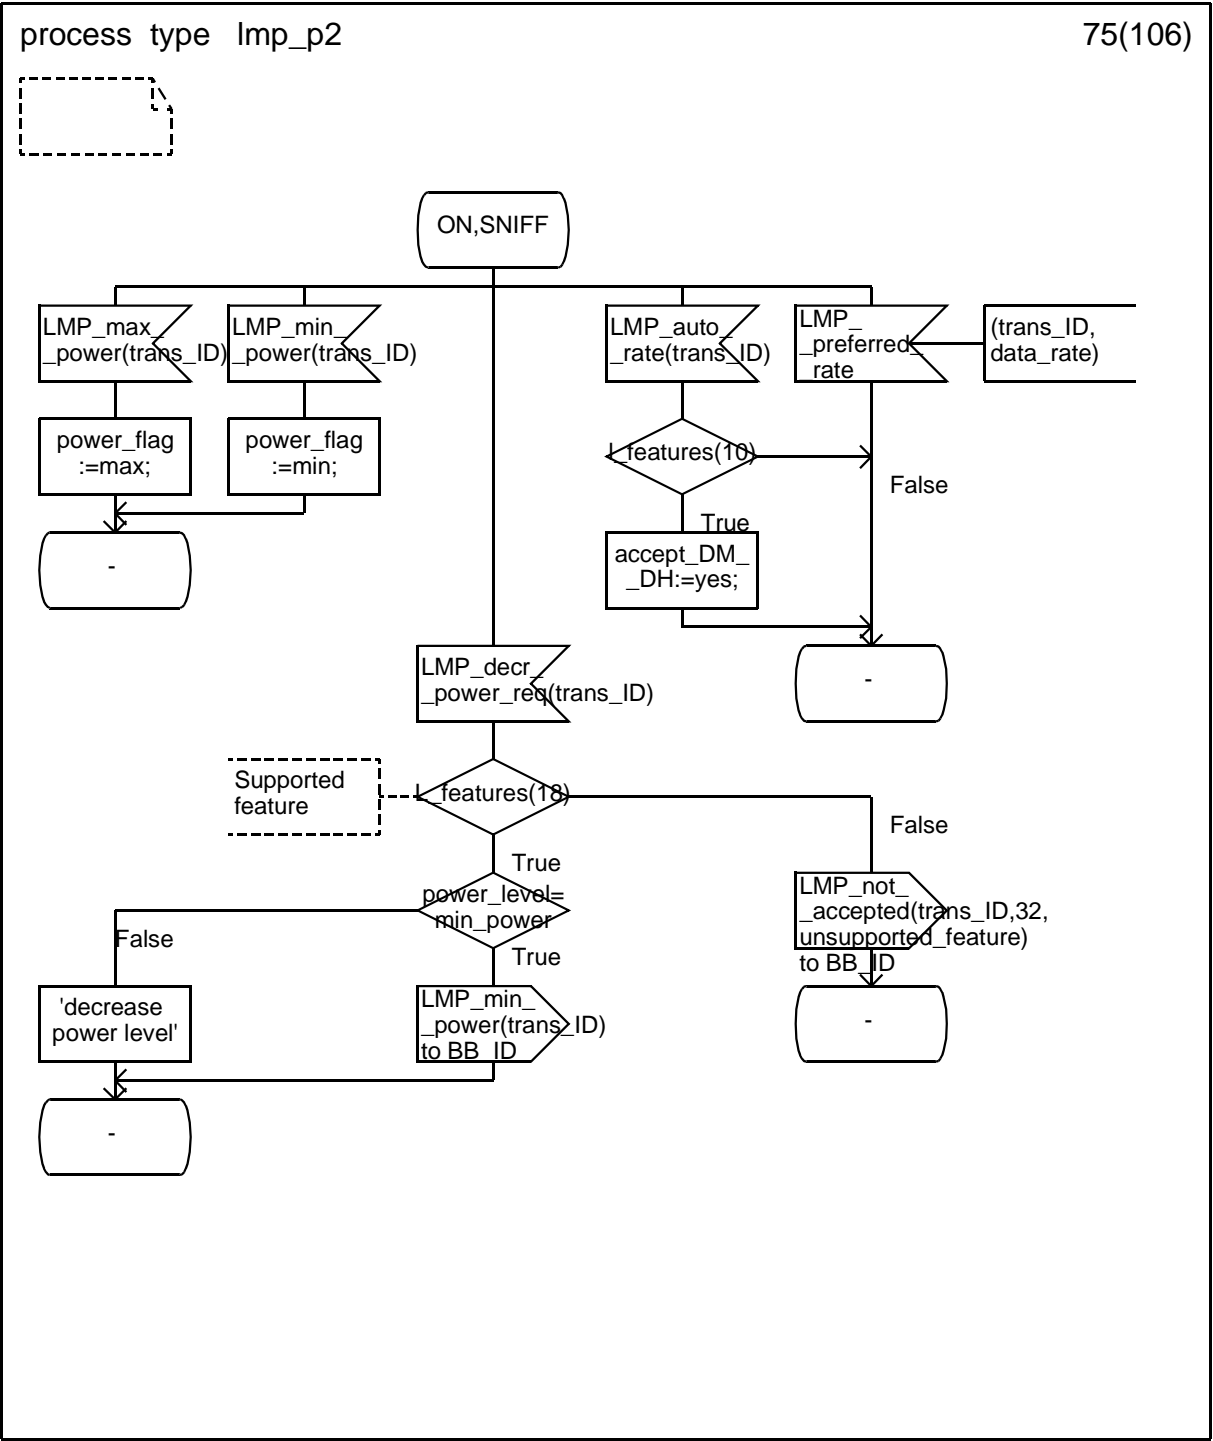 process type lmp_p2
75(106)
ON,SNIFF
LMP_max_
_power(trans_ID)
LMP_min_
_power(trans_ID)
LMP_auto_
_rate(trans_ID)
LMP_
_preferred_
_rate
(trans_ID,
data_rate)
power_flag
:=max;
power_flag
:=min;
L_features(10)
False
True
accept_DM_
_DH:=yes;
-
LMP_decr_
_power_req(trans_ID)
-
Supported
feature
L_features(18)
False
True
power_level=
min_power
LMP_not_
_accepted(trans_ID,32,
unsupported_feature)
to BB_ID
False
True
'decrease
power level'
LMP_min_
_power(trans_ID)
to BB_ID
-
-